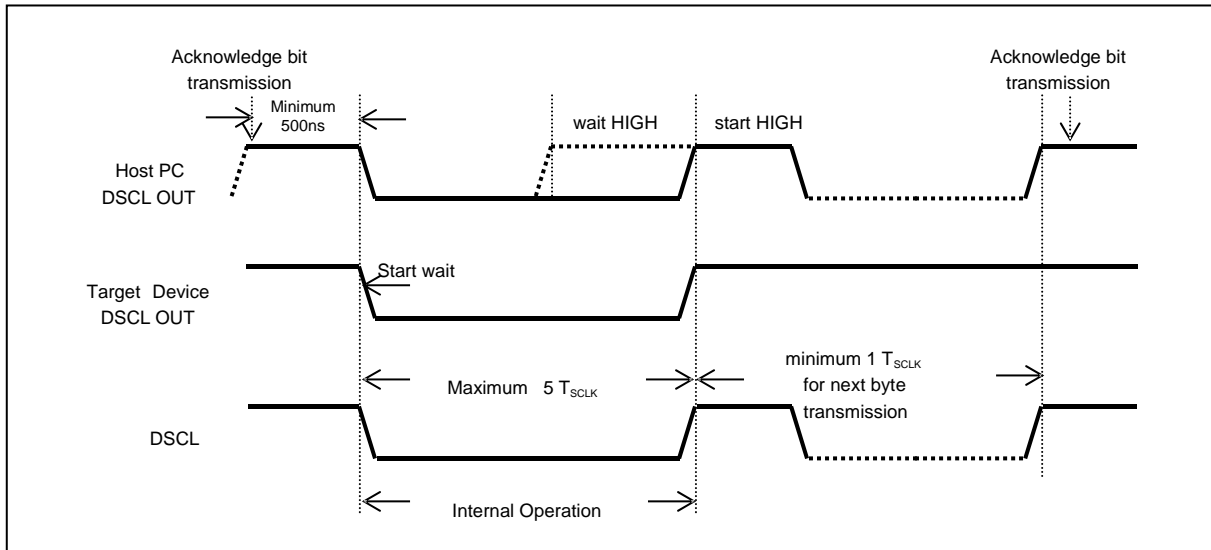 Acknowledge bit
transmission
Acknowledge bit
transmission
Minimum
500ns
wait HIGH
start HIGH
Host PC
DSCL OUT
Start wait
Target Device
DSCL OUT
Maximum 5 TSCLK
minimum 1 TSCLK
for next byte
transmission
DSCL
Internal Operation